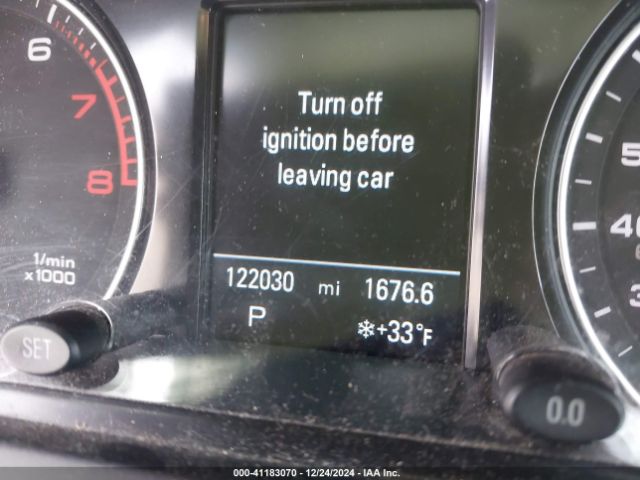 6
7
8
1/min
x1000
SET
Turn off
ignition before
leaving car
122030 mi 1676.6
P ❄+33°F
40
0.0
000-41183070 • 12/24/2024 • IAA Inc.